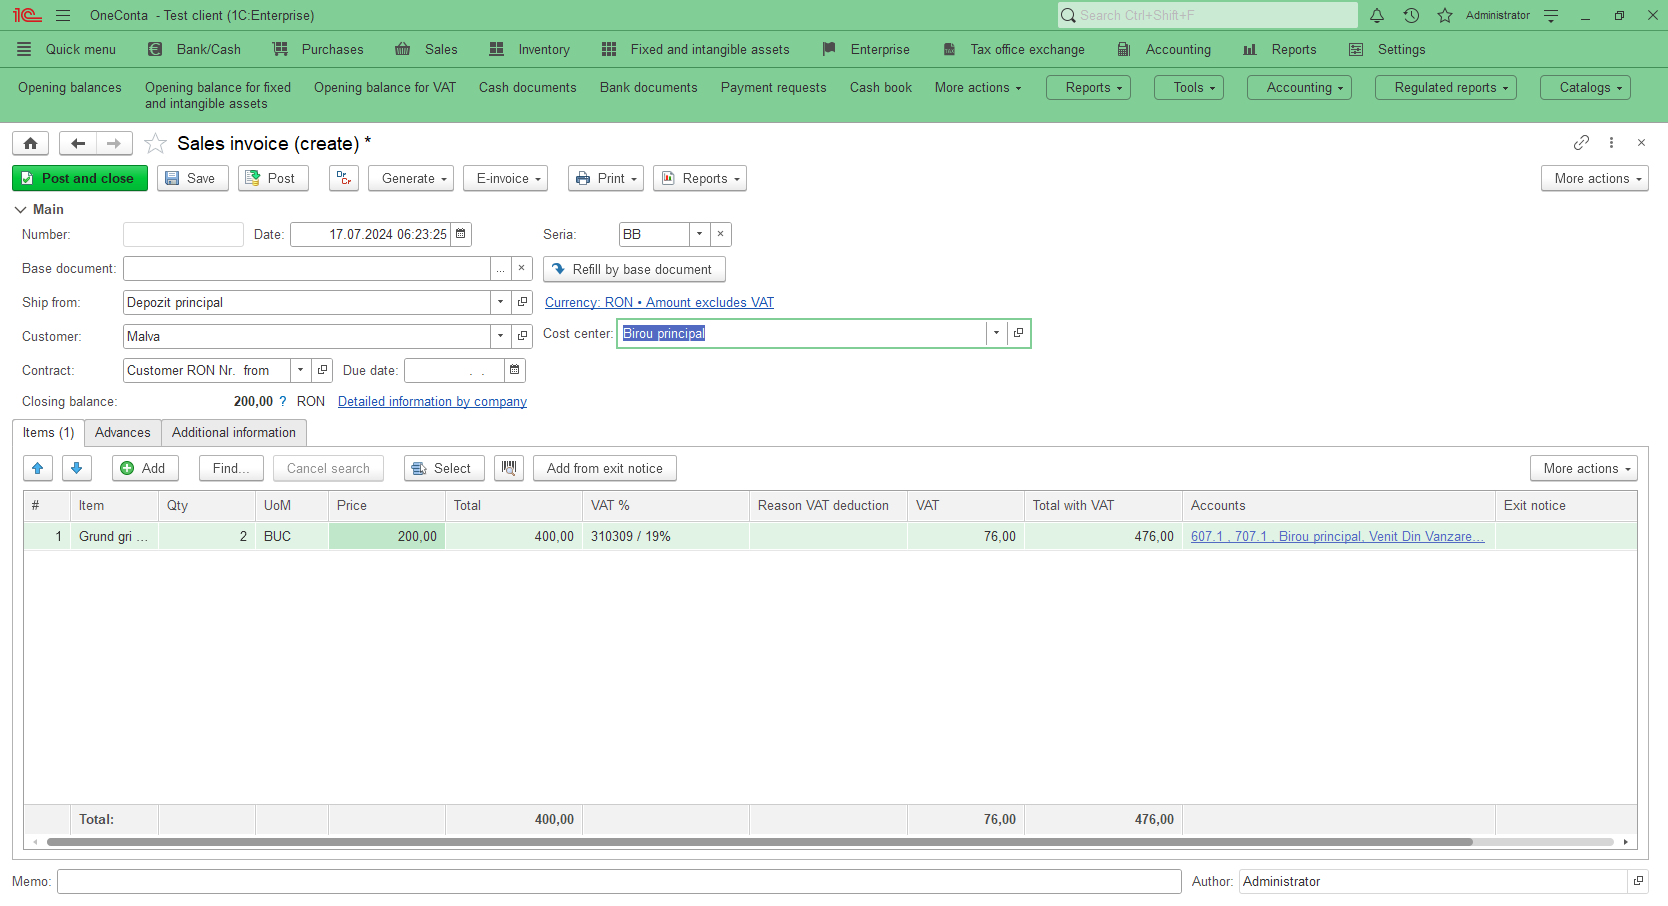 OneConta - Test client (1C:Enterprise)
Search Ctrl+Shift+F
Administrator
Quick menu
Bank/Cash
Purchases
Sales
Inventory
Fixed and intangible assets
Enterprise
Tax office exchange
Accounting
Reports
Settings
Opening balances
Opening balance for fixed
and intangible assets
Opening balance for VAT
Cash documents
Bank documents
Payment requests
Cash book
More actions
Reports
Tools
Accounting
Regulated reports
Catalogs
Sales invoice (create) *
Post and close
Save
Post
Dr
Cr
Generate
E-invoice
Print
Reports
More actions
Main
Number:
Date: 17.07.2024 06:23:25
Seria: BB
Base document:
Refill by base document
Ship from: Depozit principal
Currency: RON • Amount excludes VAT
Customer: Malva
Cost center: Birou principal
Contract: Customer RON Nr. from
Due date: . .
Closing balance: 200,00 ? RON Detailed information by company
Items (1)
Advances
Additional information
Add
Find...
Cancel search
Select
Add from exit notice
More actions
# Item Qty UoM Price Total VAT % Reason VAT deduction VAT Total with VAT Accounts Exit notice
1 Grund gri ... 2 BUC 200,00 400,00 310309 / 19% 76,00 476,00 607.1 , 707.1 , Birou principal, Venit Din Vanzare...
Total: 400,00 76,00 476,00
Memo:
Author: Administrator